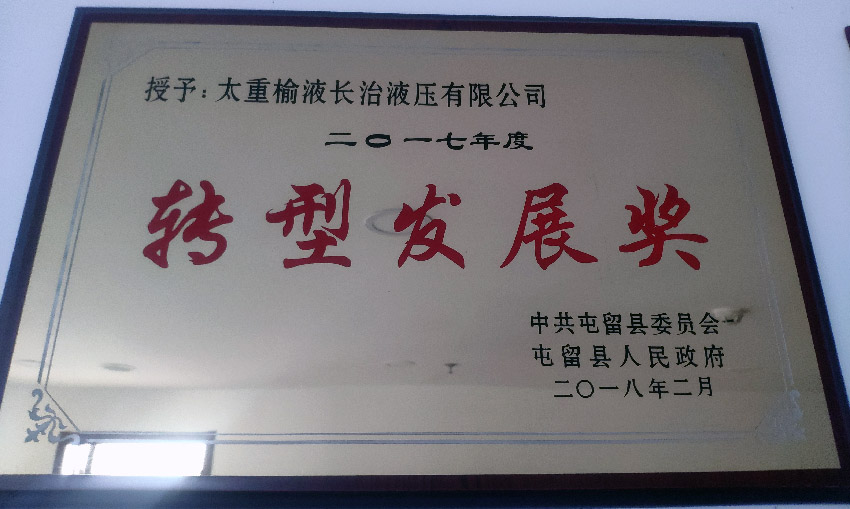 授予：太重榆液长治液压有限公司
二〇一七年度
转型发展奖
中共屯留县委员会
屯留县人民政府
二〇一八年二月